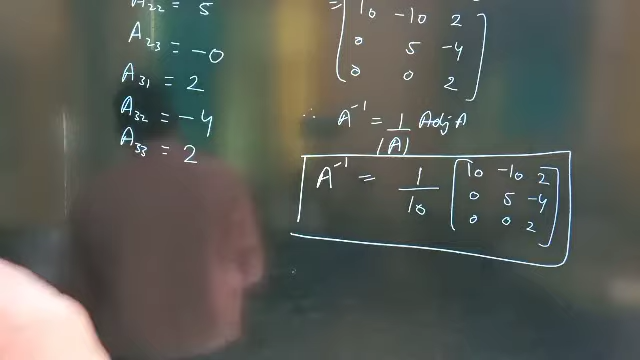 A₂₂ = 5
A₂₃ = -0
A₃₁ = 2
A₃₂ = -4
A₃₃ = 2
= [10 -10 2
0 5 -4
0 0 2]
∴ A⁻¹ = 1/|A| Adj A
A⁻¹ = 1/10 [10 -10 2
0 5 -4
0 0 2]